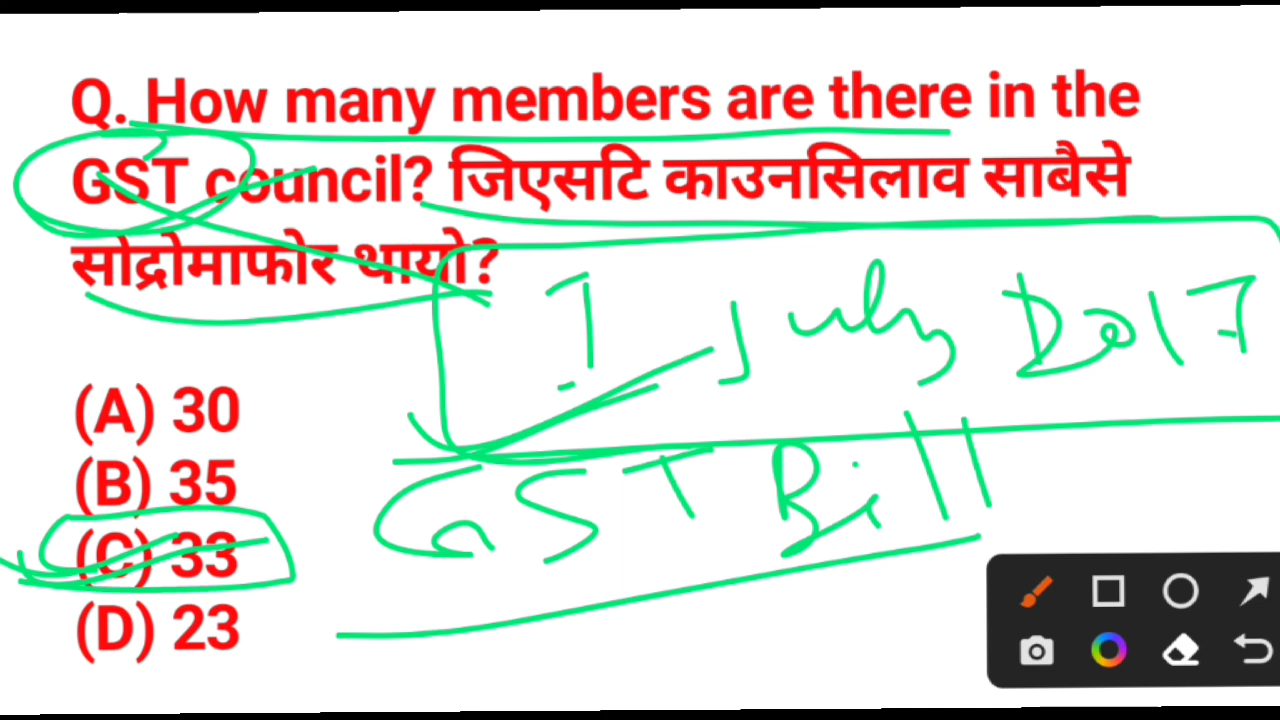 Q. How many members are there in the
GST council? जिएसटि काउनसिलाव साबैसे
सोद्रोमाफोर थायो?
1 July 2017
(A) 30
GST Bill
(B) 35
(C) 33
(D) 23